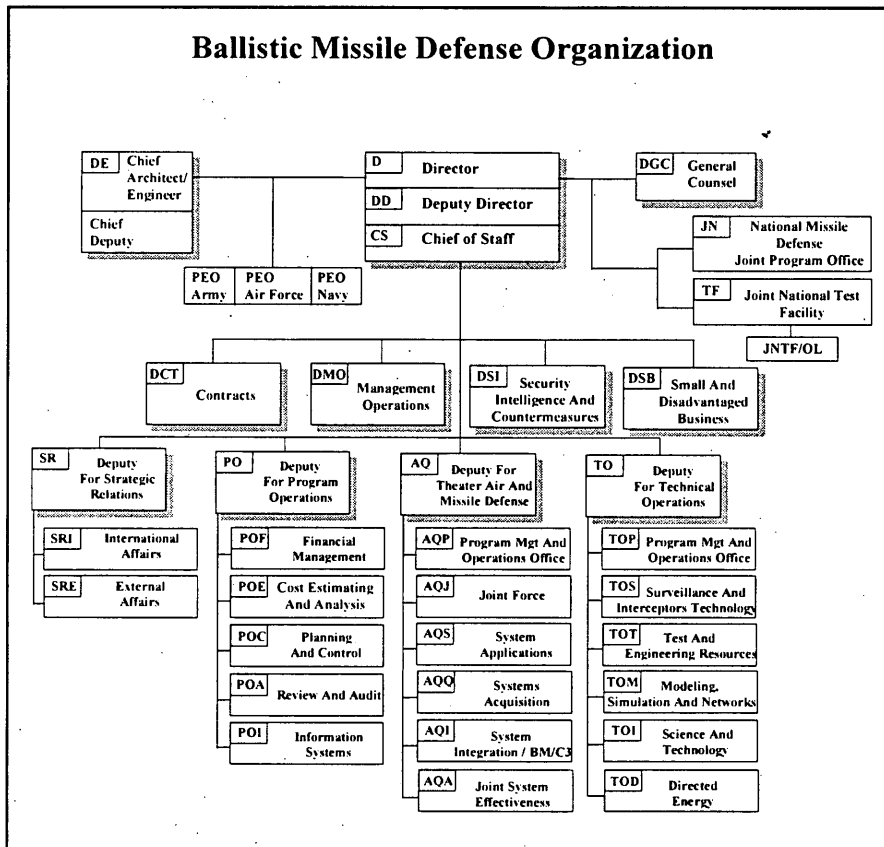 Ballistic Missile Defense Organization
DE Chief
Architect/
Engineer
Chief
Deputy
D Director
DD Deputy Director
CS Chief of Staff
DGC General
Counsel
JN National Missile
Defense
Joint Program Office
TF Joint National Test
Facility
JNTF/OL
PEO
Army
PEO
Air Force
PEO
Navy
DCT
Contracts
DMO
Management
Operations
DSI Security
Intelligence And
Countermeasures
DSB Small And
Disadvantaged
Business
SR Deputy
For Strategic
Relations
SRI International
Affairs
SRE External
Affairs
PO Deputy
For Program
Operations
POF Financial
Management
POE Cost Estimating
And Analysis
POC Planning
And Control
POA
Review And Audit
POI Information
Systems
AQ Deputy For
Theater Air And
Missile Defense
AQP Program Mgt And
Operations Office
AQJ Joint Force
AQS System
Applications
AQQ Systems
Acquisition
AQI System
Integration / BM/C3
AQA Joint System
Effectiveness
TO Deputy
For Technical
Operations
TOP Program Mgt And
Operations Office
TOS Surveillance And
Interceptors Technology
TOT Test And
Engineering Resources
TOM Modeling,
Simulation And Networks
TOI Science And
Technology
TOD Directed
Energy